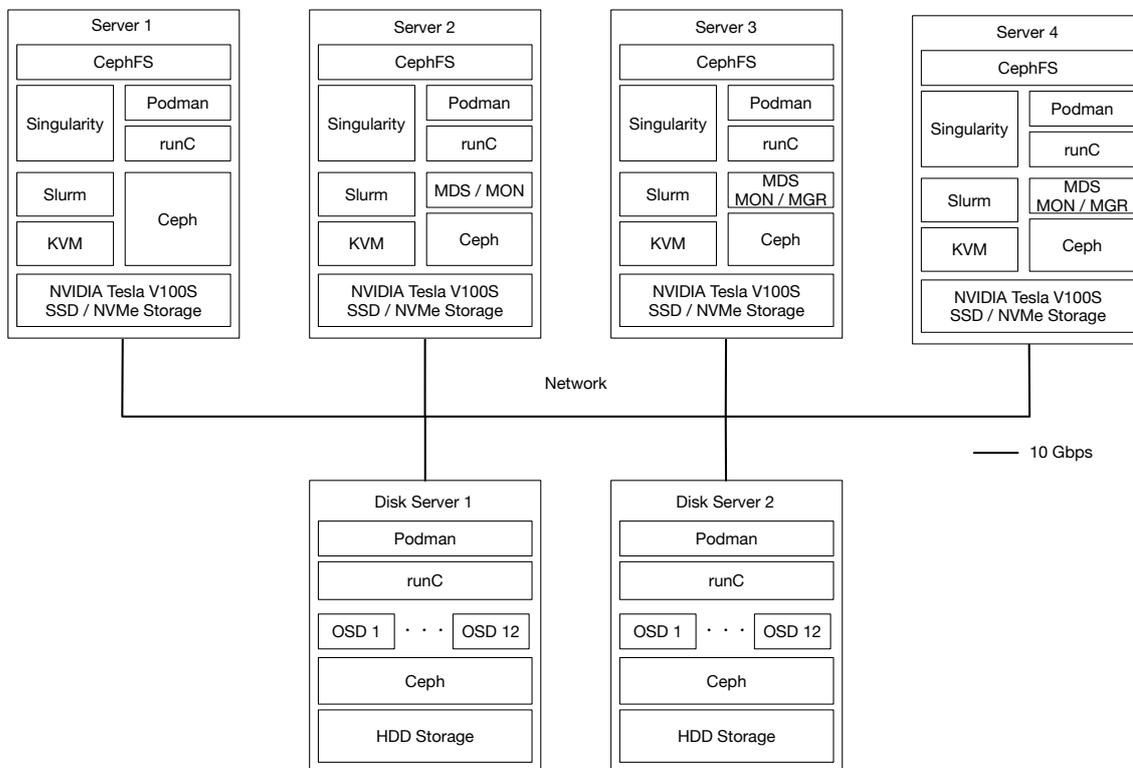 Server 1
CephFS
Singularity
Podman
runC
Slurm
KVM
Ceph
NVIDIA Tesla V100S
SSD / NVMe Storage
Server 2
CephFS
Singularity
Podman
runC
Slurm
MDS / MON
KVM
Ceph
NVIDIA Tesla V100S
SSD / NVMe Storage
Server 3
CephFS
Singularity
Podman
runC
Slurm
MDS
MON / MGR
KVM
Ceph
NVIDIA Tesla V100S
SSD / NVMe Storage
Server 4
CephFS
Singularity
Podman
runC
Slurm
MDS
MON / MGR
KVM
Ceph
NVIDIA Tesla V100S
SSD / NVMe Storage
Network
10 Gbps
Disk Server 1
Podman
runC
OSD 1 · · · OSD 12
Ceph
HDD Storage
Disk Server 2
Podman
runC
OSD 1 · · · OSD 12
Ceph
HDD Storage